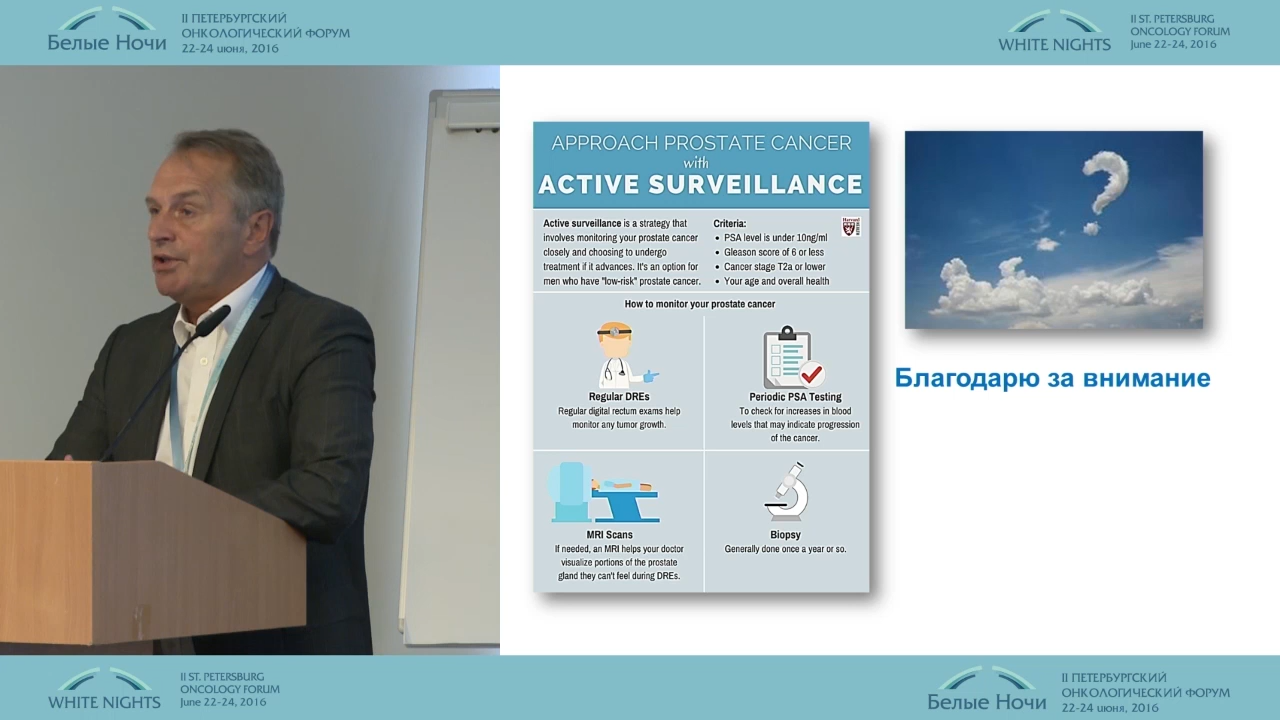 Белые Ночи
II ПЕТЕРБУРГСКИЙ
ОНКОЛОГИЧЕСКИЙ ФОРУМ
22-24 июня, 2016
WHITE NIGHTS
II ST. PETERSBURG
ONCOLOGY FORUM
June 22-24, 2016
APPROACH PROSTATE CANCER
with
ACTIVE SURVEILLANCE
Active surveillance is a strategy that
involves monitoring your prostate cancer
closely and choosing to undergo
treatment if it advances. It's an option for
men who have "low-risk" prostate cancer.
Criteria:
• PSA level is under 10ng/ml
• Gleason score of 6 or less
• Cancer stage T2a or lower
• Your age and overall health
How to monitor your prostate cancer
Regular DREs
Regular digital rectum exams help
monitor any tumor growth.
Periodic PSA Testing
To check for increases in blood
levels that may indicate progression
of the cancer.
MRI Scans
If needed, an MRI helps your doctor
visualize portions of the prostate
gland they can't feel during DREs.
Biopsy
Generally done once a year or so.
?
Благодарю за внимание
WHITE NIGHTS
II ST. PETERSBURG
ONCOLOGY FORUM
June 22-24, 2016
Белые Ночи
II ПЕТЕРБУРГСКИЙ
ОНКОЛОГИЧЕСКИЙ ФОРУМ
22-24 июня, 2016